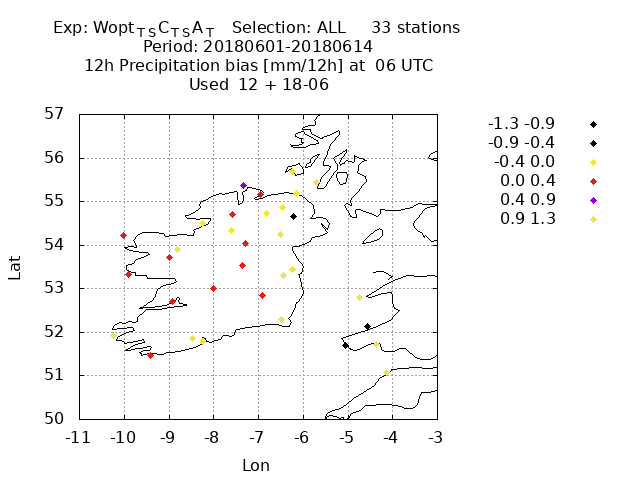 Exp: Wopt_TS C_TS A_T Selection: ALL 33 stations
Period: 20180601-20180614
12h Precipitation bias [mm/12h] at 06 UTC
Used 12 + 18-06
-1.3 -0.9
-0.9 -0.4
-0.4 0.0
0.0 0.4
0.4 0.9
0.9 1.3
57
56
55
54
53
52
51
50
Lat
-11 -10 -9 -8 -7 -6 -5 -4 -3
Lon